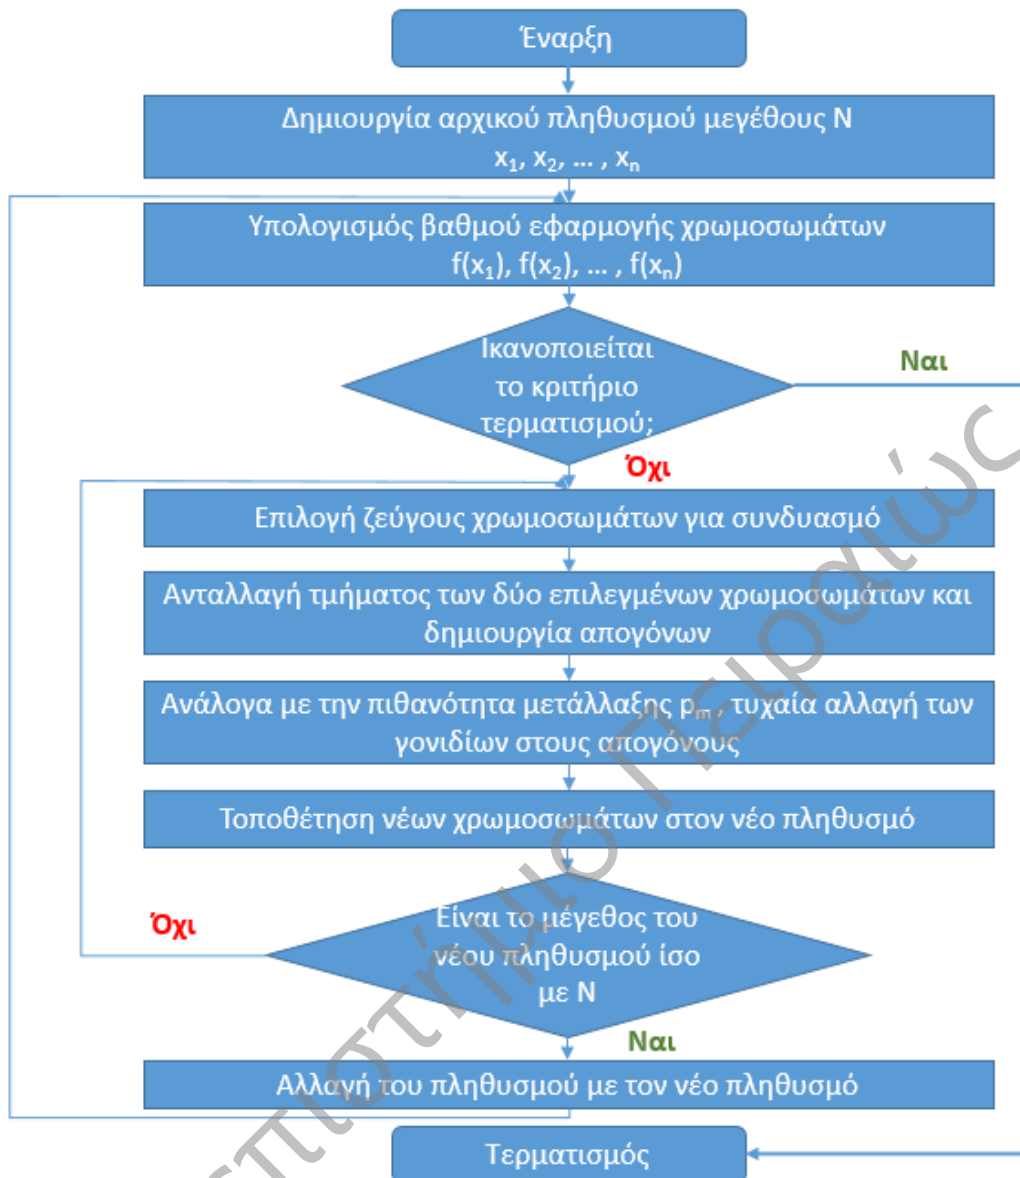 Έναρξη
Δημιουργία αρχικού πληθυσμού μεγέθους Ν
x₁, x₂, ... , xₙ
Υπολογισμός βαθμού εφαρμογής χρωμοσωμάτων
f(x₁), f(x₂), ... , f(xₙ)
Ικανοποιείται
το κριτήριο
τερματισμού;
Ναι
Όχι
Επιλογή ζεύγους χρωμοσωμάτων για συνδυασμό
Ανταλλαγή τμήματος των δύο επιλεγμένων χρωμοσωμάτων και
δημιουργία απογόνων
Ανάλογα με την πιθανότητα μετάλλαξης pₘ , τυχαία αλλαγή των
γονιδίων στους απογόνους
Τοποθέτηση νέων χρωμοσωμάτων στον νέο πληθυσμό
Όχι
Είναι το μέγεθος του
νέου πληθυσμού ίσο
με Ν
Ναι
Αλλαγή του πληθυσμού με τον νέο πληθυσμό
Τερματισμός
επιστήμιο Πειραιώς